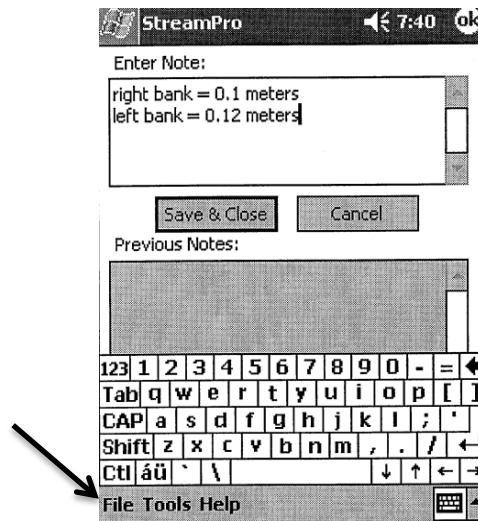 StreamPro 7:40 ok
Enter Note:
right bank = 0.1 meters
left bank = 0.12 meters
Save & Close Cancel
Previous Notes:
123 1 2 3 4 5 6 7 8 9 0 - = 
Tab q w e r t y u i o p [ ]
CAP a s d f g h j k l ; '
Shift z x c v b n m , . / ←
Ctl áü ` \ ↓ ↑ ← →
File Tools Help